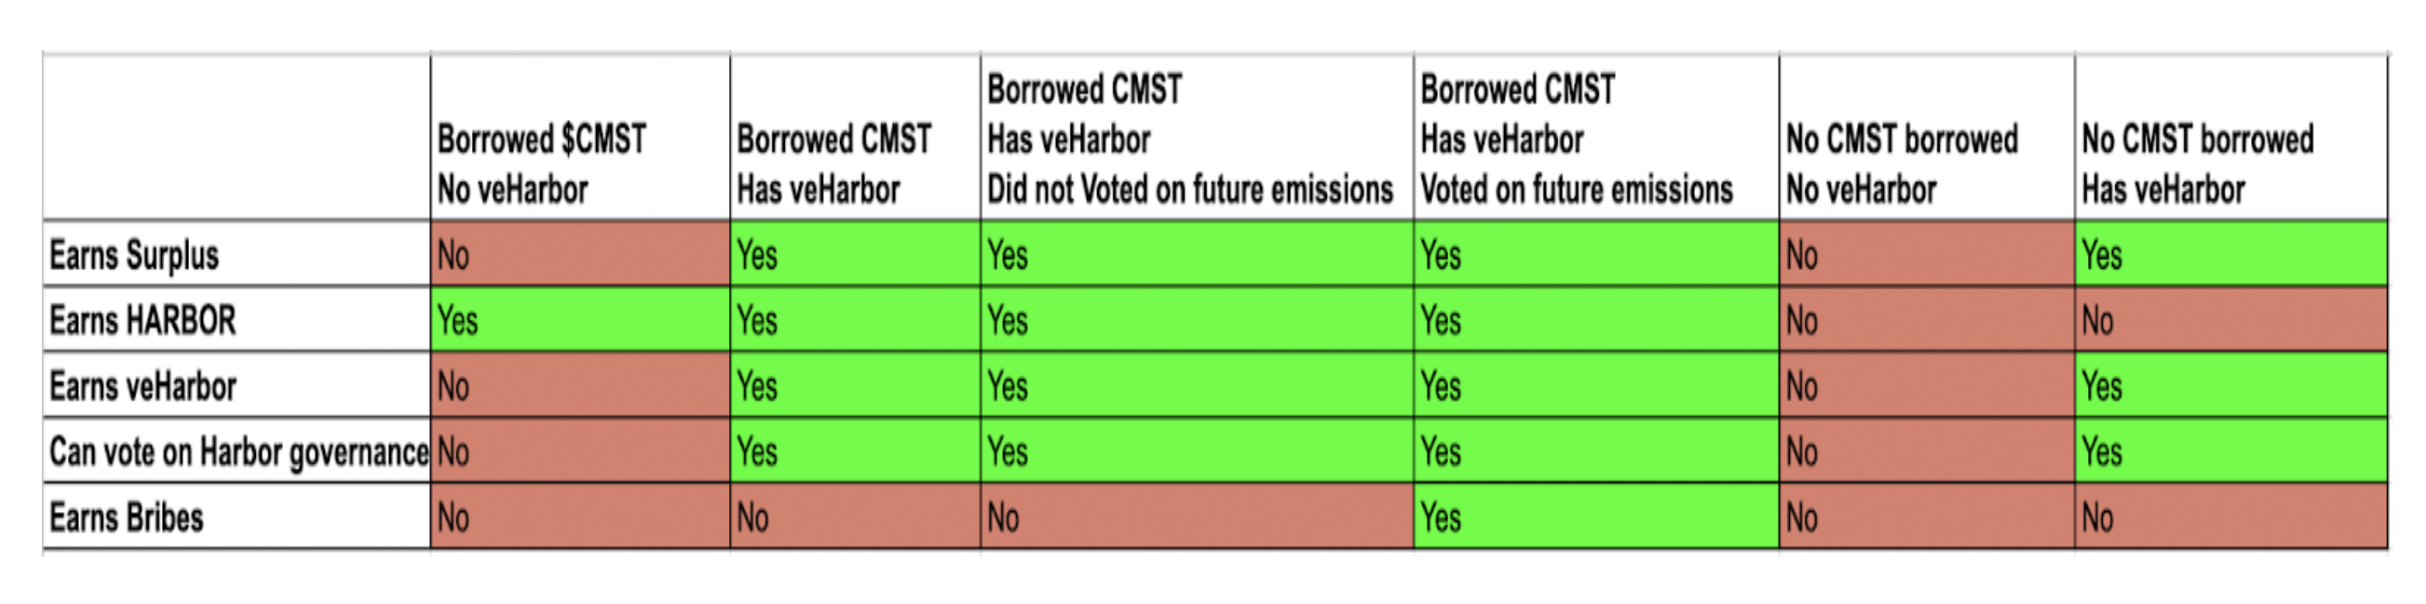 Borrowed $CMST
No veHarbor
Borrowed CMST
Has veHarbor
Borrowed CMST
Has veHarbor
Did not Voted on future emissions
Borrowed CMST
Has veHarbor
Voted on future emissions
No CMST borrowed
No veHarbor
No CMST borrowed
Has veHarbor
Earns Surplus No Yes Yes Yes No Yes
Earns HARBOR Yes Yes Yes Yes No No
Earns veHarbor No Yes Yes Yes No Yes
Can vote on Harbor governance No Yes Yes Yes No Yes
Earns Bribes No No No Yes No No